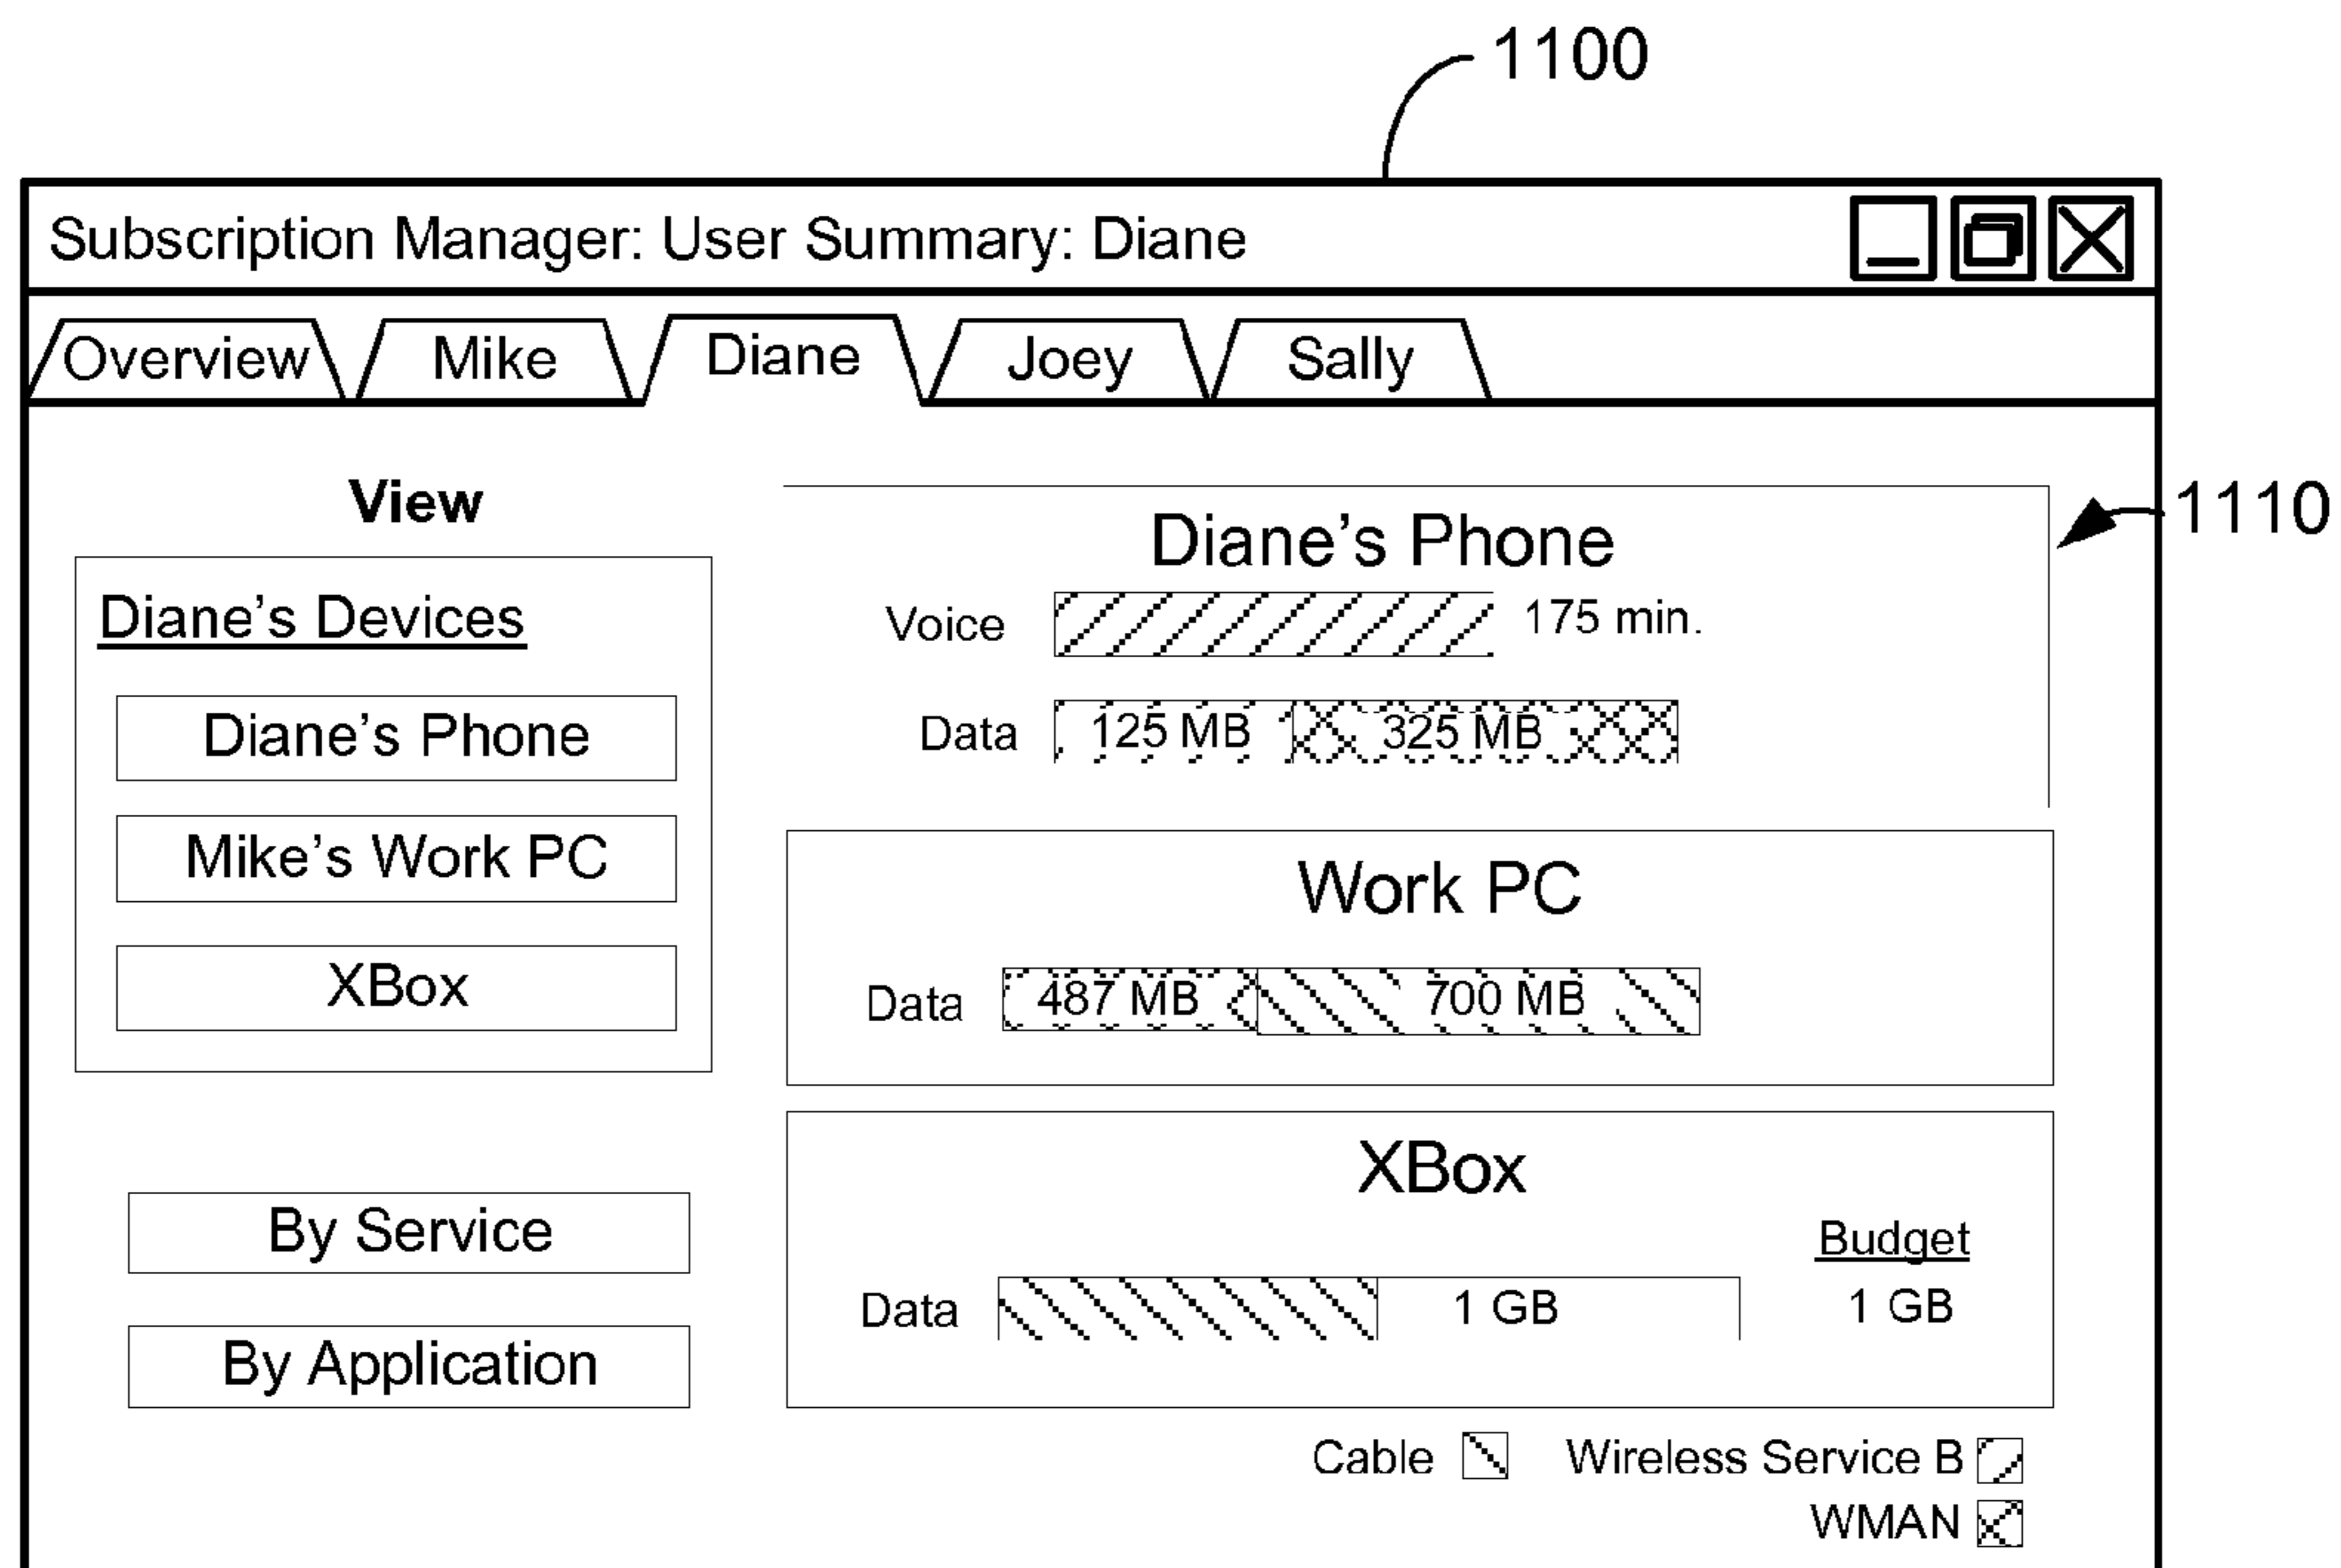 1100
Subscription Manager: User Summary: Diane
Overview Mike Diane Joey Sally
View
Diane's Devices
Diane's Phone
Mike's Work PC
XBox
By Service
By Application
1110
Diane's Phone
Voice 175 min.
Data 125 MB 325 MB
Work PC
Data 487 MB 700 MB
XBox
Budget
Data 1 GB 1 GB
Cable Wireless Service B
WMAN